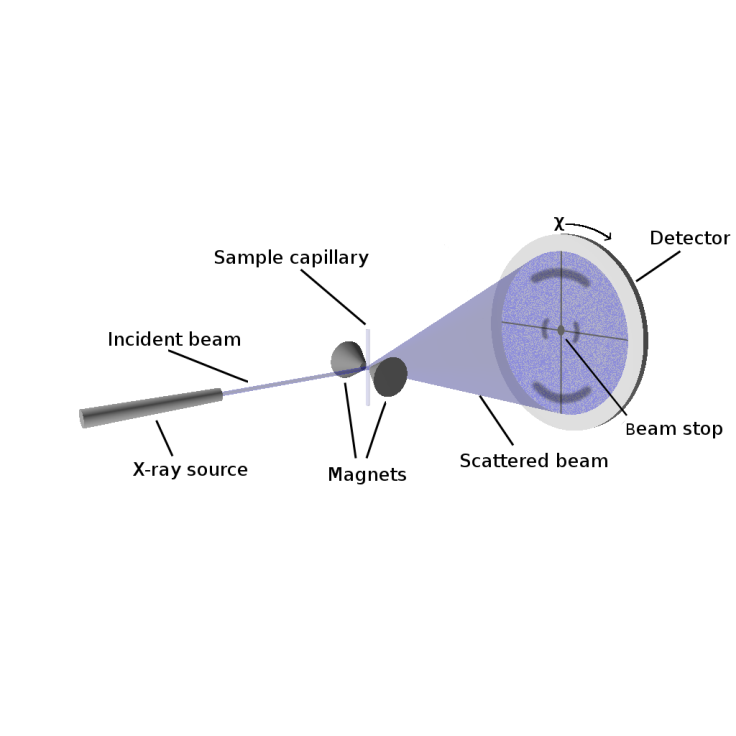 χ
Detector
Sample capillary
Incident beam
Beam stop
Scattered beam
X-ray source
Magnets